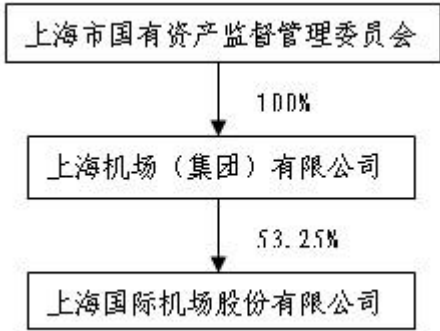 上海市国有资产监督管理委员会
100%
上海机场（集团）有限公司
53.25%
上海国际机场股份有限公司